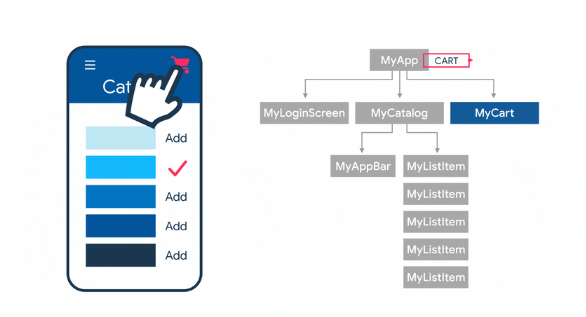 Cat
Add
Add
Add
Add
MyApp
CART
MyLoginScreen
MyCatalog
MyCart
MyAppBar
MyListItem
MyListItem
MyListItem
MyListItem
MyListItem